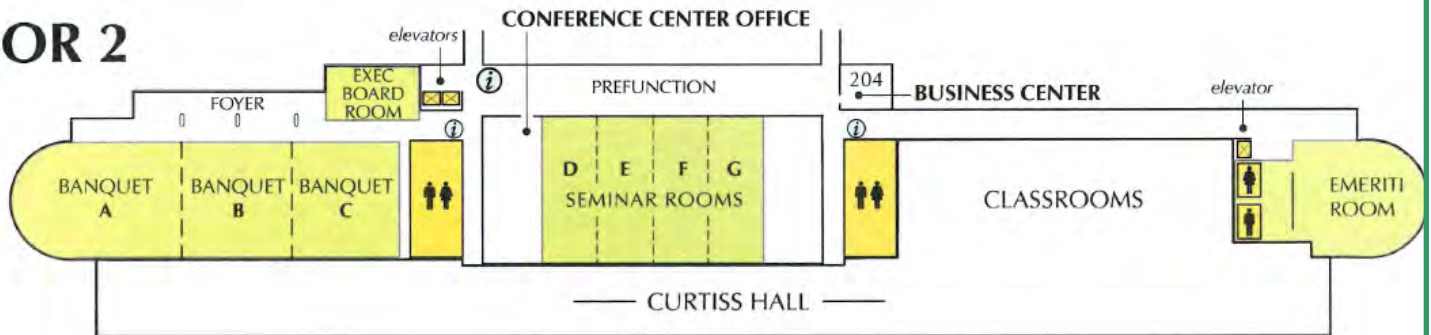 OR 2
CONFERENCE CENTER OFFICE
elevators
EXEC
BOARD
ROOM
i
PREFUNCTION
204
BUSINESS CENTER
elevator
FOYER
i
i
BANQUET
A
BANQUET
B
BANQUET
C
D E F G
SEMINAR ROOMS
CLASSROOMS
EMERITI
ROOM
CURTISS HALL